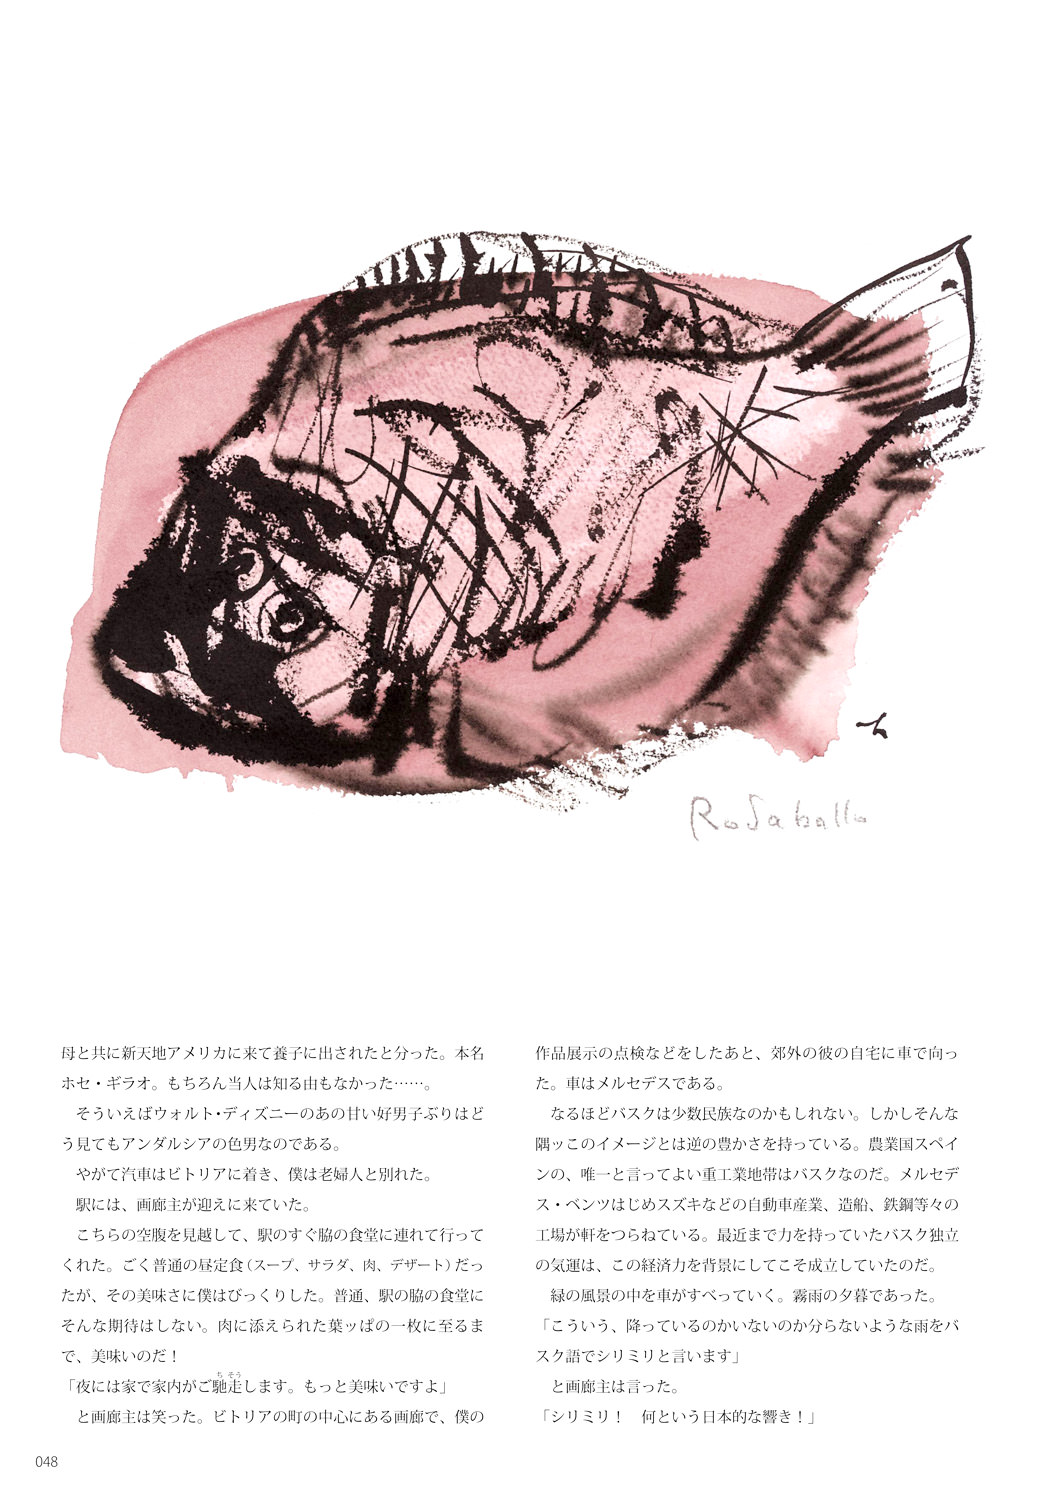 Rosaballo
母と共に新天地アメリカに来て養子に出されたと分った。本名
ホセ・ギラオ。もちろん当人は知る由もなかった……。
そういえばウォルト・ディズニーのあの甘い好男子ぶりはど
う見てもアンダルシアの色男なのである。
やがて汽車はビトリアに着き、僕は老婦人と別れた。
駅には、画廊主が迎えに来ていた。
こちらの空腹を見越して、駅のすぐ脇の食堂に連れて行って
くれた。ごく普通の昼定食（スープ、サラダ、肉、デザート）だっ
たが、その美味さに僕はびっくりした。普通、駅の脇の食堂に
そんな期待はしない。肉に添えられた葉ッぱの一枚に至るま
で、美味いのだ！
ちそう
「夜には家で家内がご馳走します。もっと美味いですよ」
と画廊主は笑った。ビトリアの町の中心にある画廊で、僕の
作品展示の点検などをしたあと、郊外の彼の自宅に車で向っ
た。車はメルセデスである。
なるほどバスクは少数民族なのかもしれない。しかしそんな
隅ッこのイメージとは逆の豊かさを持っている。農業国スペイ
ンの、唯一と言ってよい重工業地帯はバスクなのだ。メルセデ
ス・ベンツはじめスズキなどの自動車産業、造船、鉄鋼等々の
工場が軒をつらねている。最近まで力を持っていたバスク独立
の気運は、この経済力を背景にしてこそ成立していたのだ。
緑の風景の中を車がすべっていく。霧雨の夕暮であった。
「こういう、降っているのかいないのか分らないような雨をバ
スク語でシリミリと言います」
と画廊主は言った。
「シリミリ！　何という日本的な響き！」
048